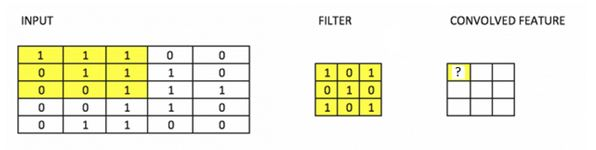 INPUT FILTER CONVOLVED FEATURE
1 1 1 0 0
0 1 1 1 0 1 0 1 ?
0 0 1 1 1 0 1 0
0 0 1 1 0 1 0 1
0 1 1 0 0